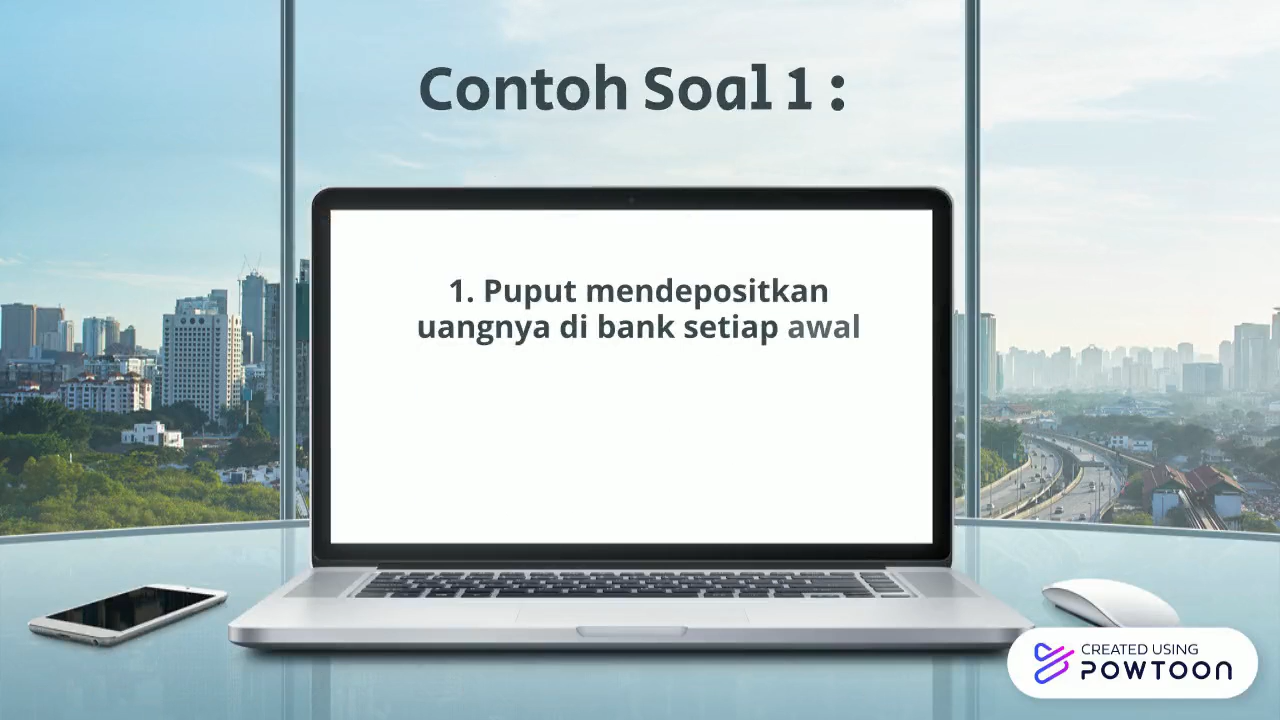 Contoh Soal 1 :
1. Puput mendepositkan
uangnya di bank setiap awal
CREATED USING
POWTOON